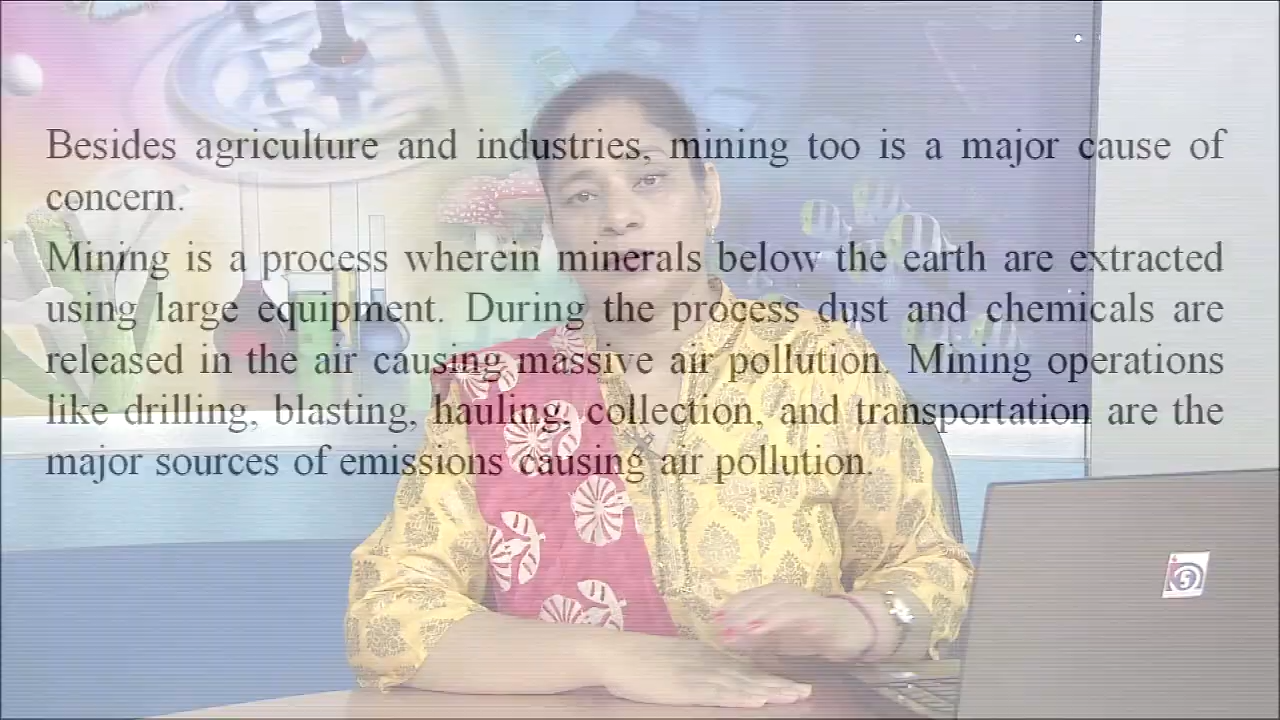 Besides agriculture and industries, mining too is a major cause of
concern.
Mining is a process wherein minerals below the earth are extracted
using large equipment. During the process dust and chemicals are
released in the air causing massive air pollution. Mining operations
like drilling, blasting, hauling, collection, and transportation are the
major sources of emissions causing air pollution.